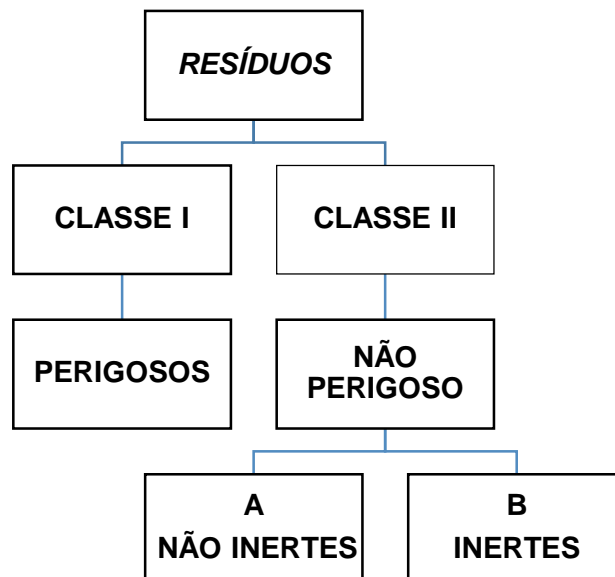 RESÍDUOS
CLASSE I
CLASSE II
PERIGOSOS
NÃO
PERIGOSO
A
NÃO INERTES
B
INERTES